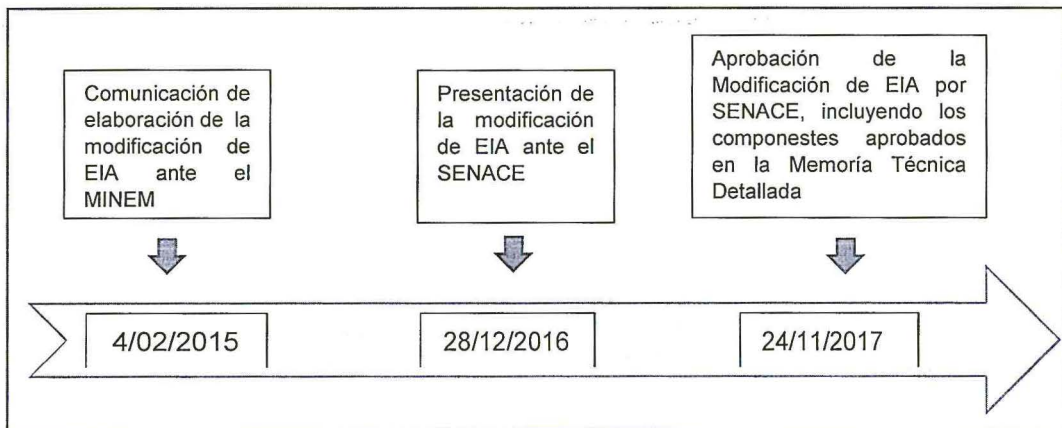 Comunicación de
elaboración de la
modificación de
EIA ante el
MINEM
Presentación de
la modificación
de EIA ante el
SENACE
Aprobación de la
Modificación de EIA por
SENACE, incluyendo los
componestes aprobados
en la Memoría Técnica
Detallada
4/02/2015
28/12/2016
24/11/2017